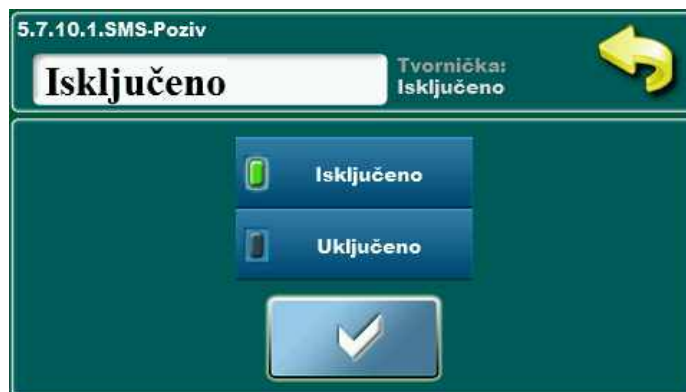 5.7.10.1.SMS-Poziv
Isključeno
Tvornička:
Isključeno
Isključeno
Uključeno